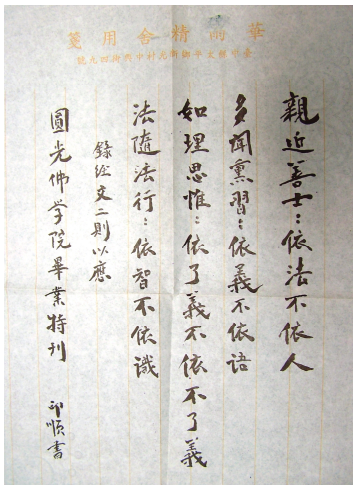 華雨精舍用箋
親近善士：依法不依人
多聞熏習：依義不依語
如理思惟：依了義不依不了義
法隨法行：依智不依識
錄經文二則以應
圓光佛学院畢業特刊
印順書